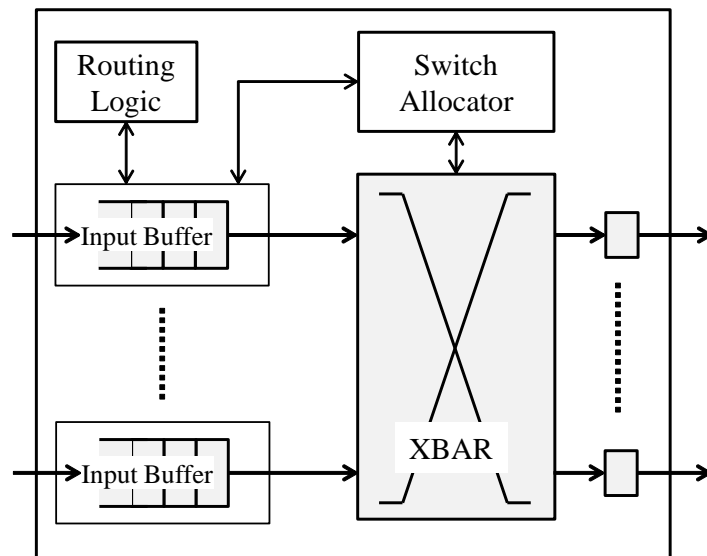 Routing
Logic
Switch
Allocator
Input Buffer
XBAR
Input Buffer